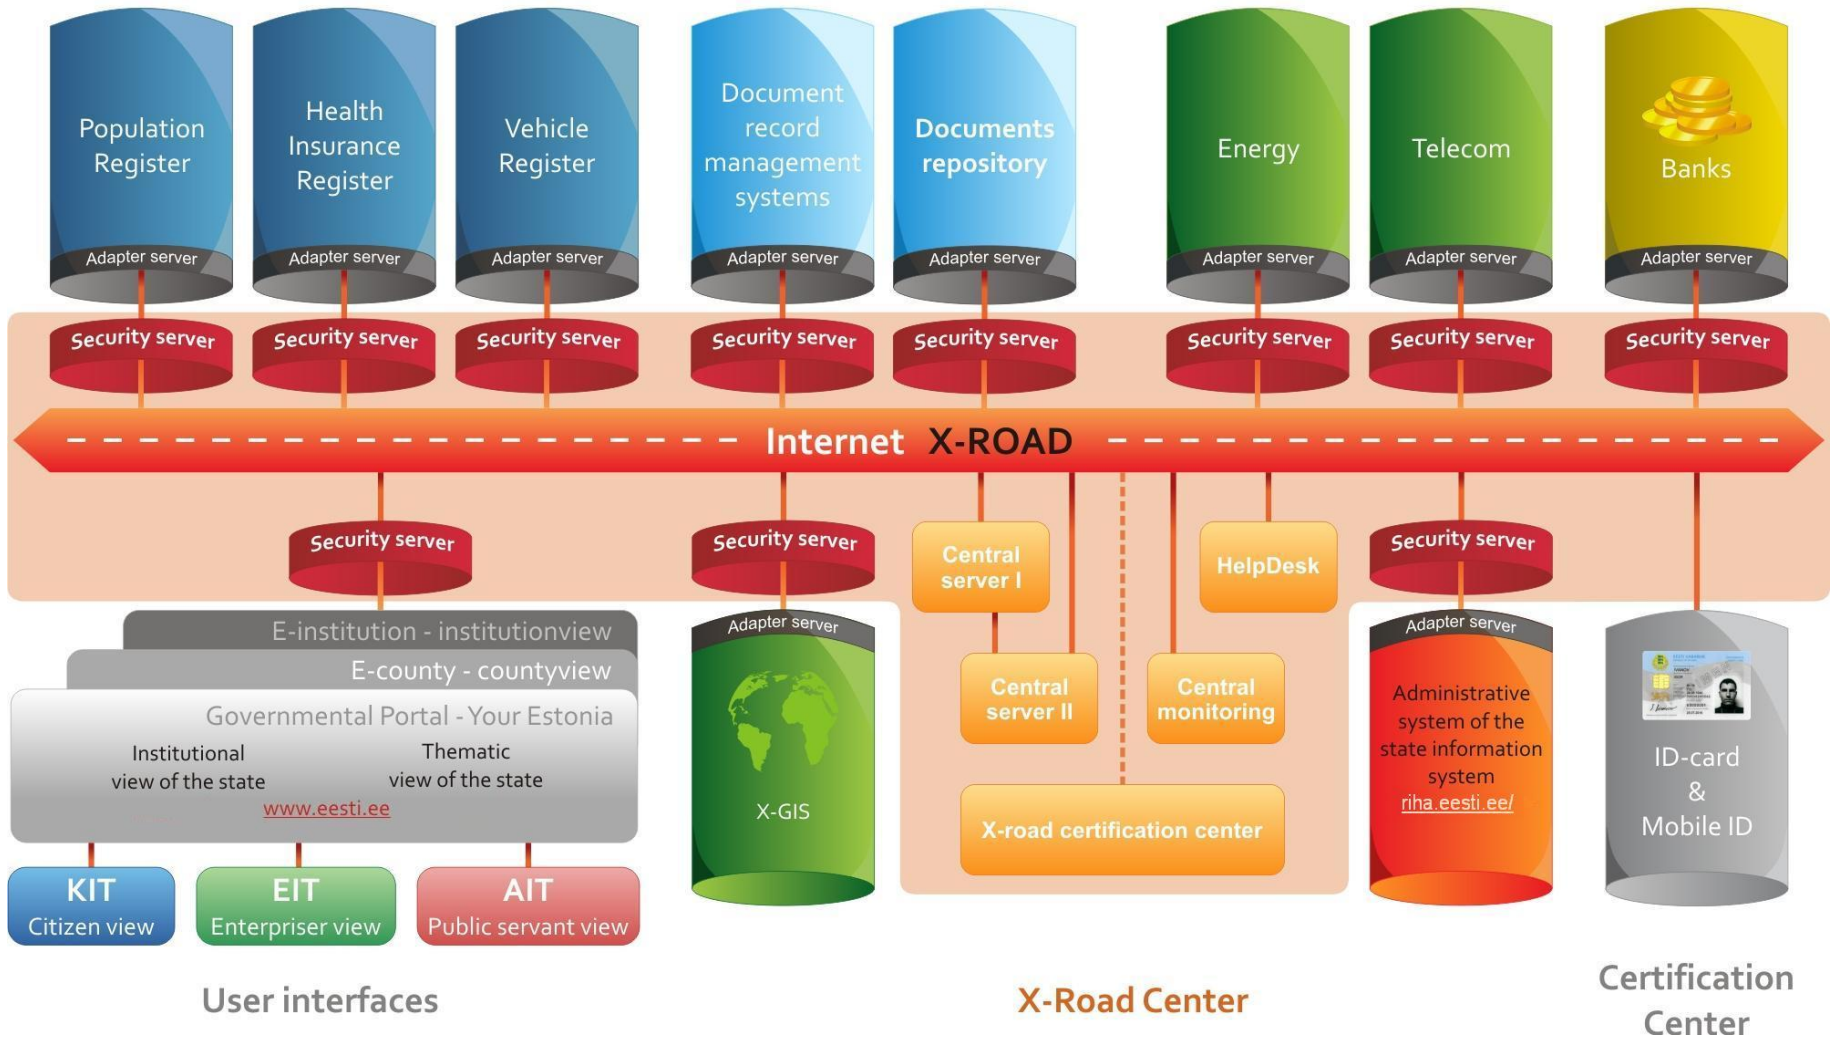 Population
Register
Health
Insurance
Register
Vehicle
Register
Document
record
management
systems
Documents
repository
Energy
Telecom
Banks
Adapter server
Adapter server
Adapter server
Adapter server
Adapter server
Adapter server
Adapter server
Adapter server
Security server
Security server
Security server
Security server
Security server
Security server
Security server
Security server
Internet X-ROAD
Security server
Security server
Central
server I
HelpDesk
Security server
E-institution - institutionview
E-county - countyview
Governmental Portal - Your Estonia
Institutional
view of the state
Thematic
view of the state
www.eesti.ee
KIT
Citizen view
EIT
Enterpriser view
AIT
Public servant view
User interfaces
Adapter server
X-GIS
Central
server II
Central
monitoring
X-road certification center
X-Road Center
Adapter server
Administrative
system of the
state information
system
riha.eesti.ee/
ID-card
&
Mobile ID
Certification
Center